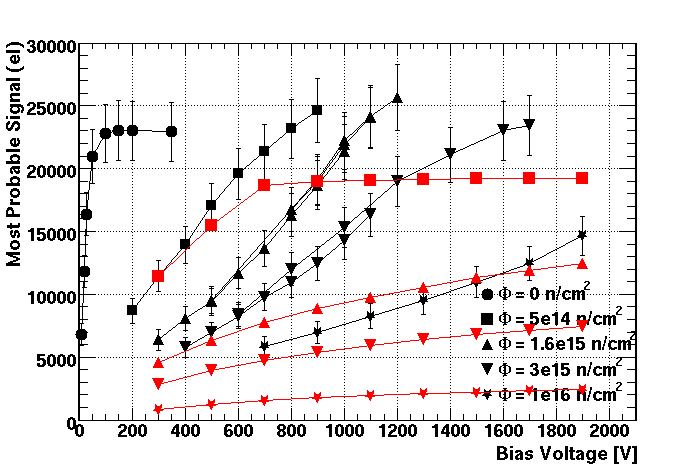 Most Probable Signal (el)
30000
25000
20000
15000
10000
5000
0
Φ = 0 n/cm²
Φ = 5e14 n/cm²
Φ = 1.6e15 n/cm²
Φ = 3e15 n/cm²
Φ = 1e16 n/cm²
0 200 400 600 800 1000 1200 1400 1600 1800 2000
Bias Voltage [V]